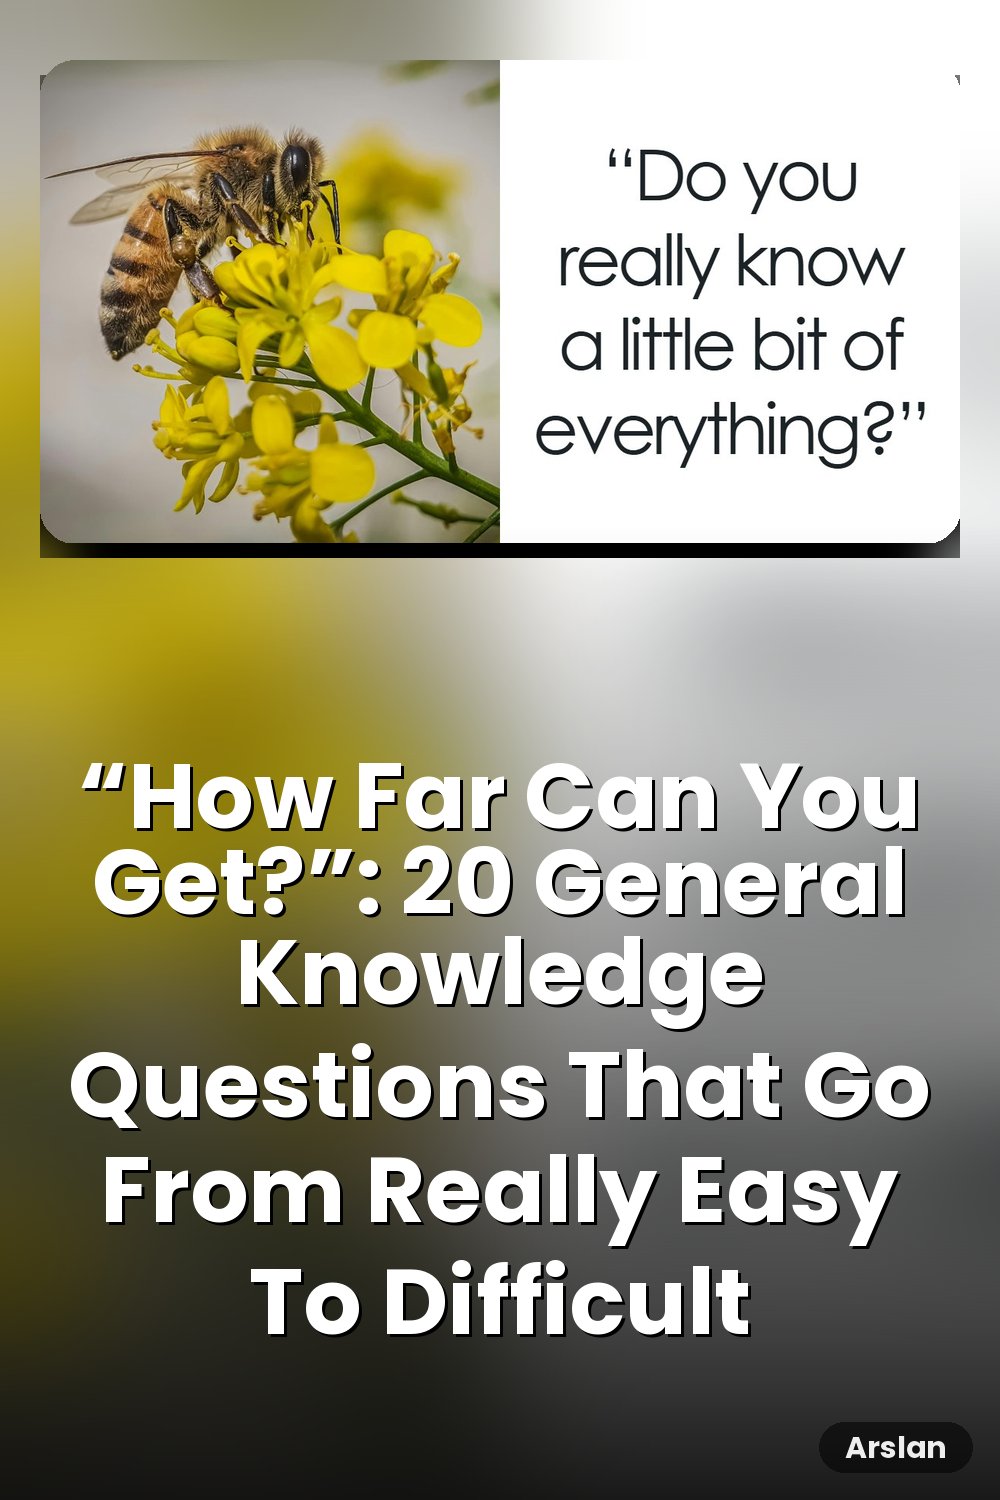 “Do you
really know
a little bit of
everything?”
“How Far Can You
Get?”: 20 General
Knowledge
Questions That Go
From Really Easy
To Difficult
Arslan